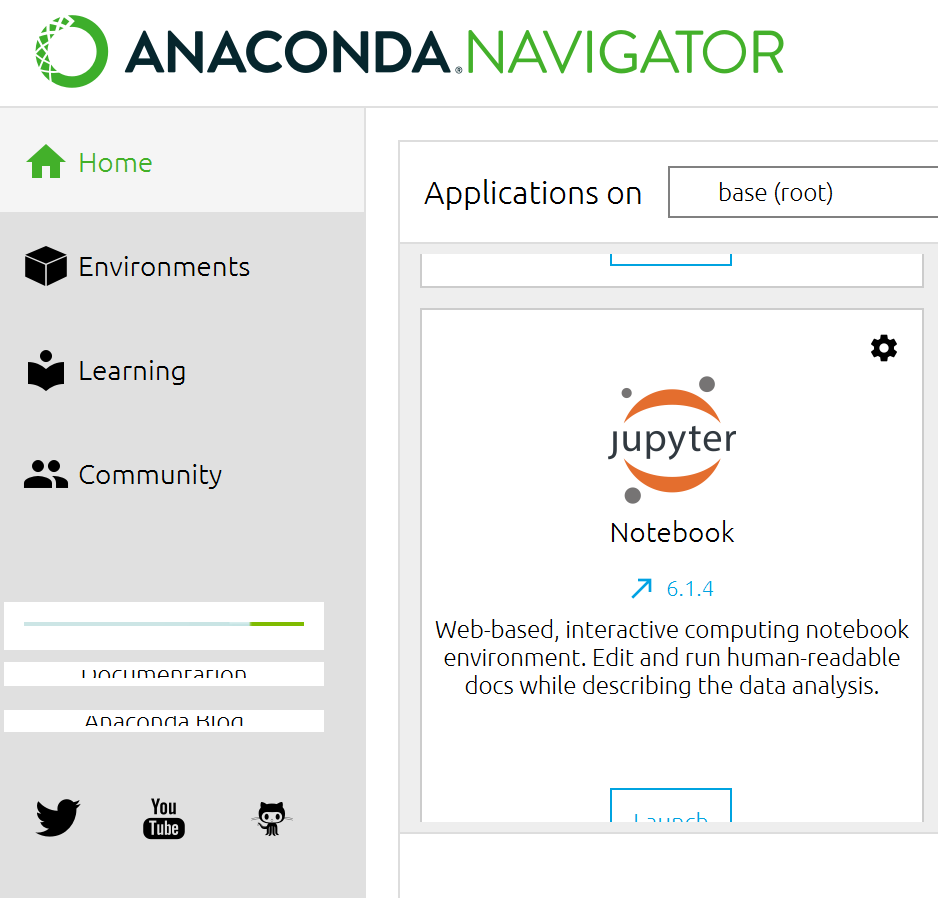 ANACONDA.NAVIGATOR
Home
Environments
Learning
Community
Documentation
Anaconda Blog
You
Tube
Applications on
base (root)
jupyter
Notebook
6.1.4
Web-based, interactive computing notebook
environment. Edit and run human-readable
docs while describing the data analysis.
Launch